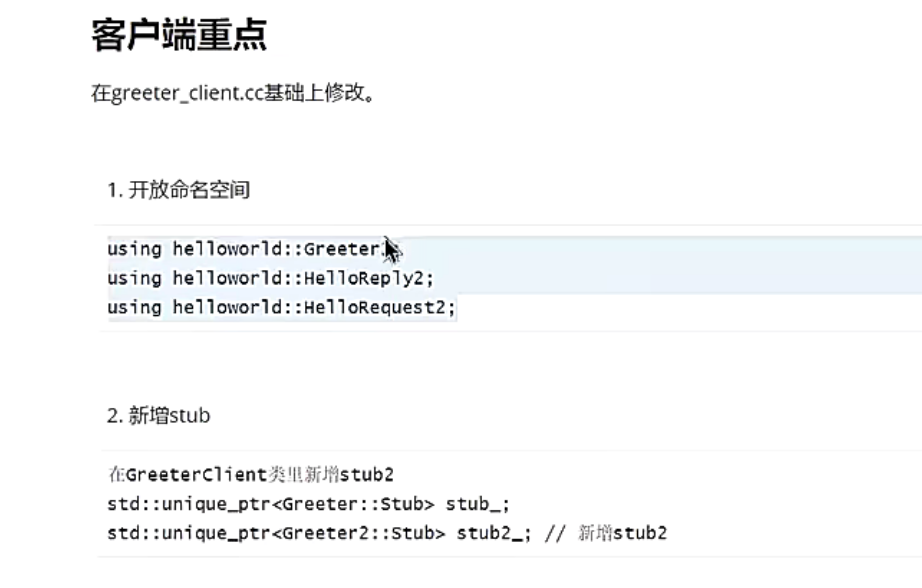 客户端重点
在greeter_client.cc基础上修改。
1. 开放命名空间
using helloworld::Greeter
using helloworld::HelloReply2;
using helloworld::HelloRequest2;
2. 新增stub
在GreeterClient类里新增stub2
std::unique_ptr<Greeter::Stub> stub_;
std::unique_ptr<Greeter2::Stub> stub2_; // 新增stub2